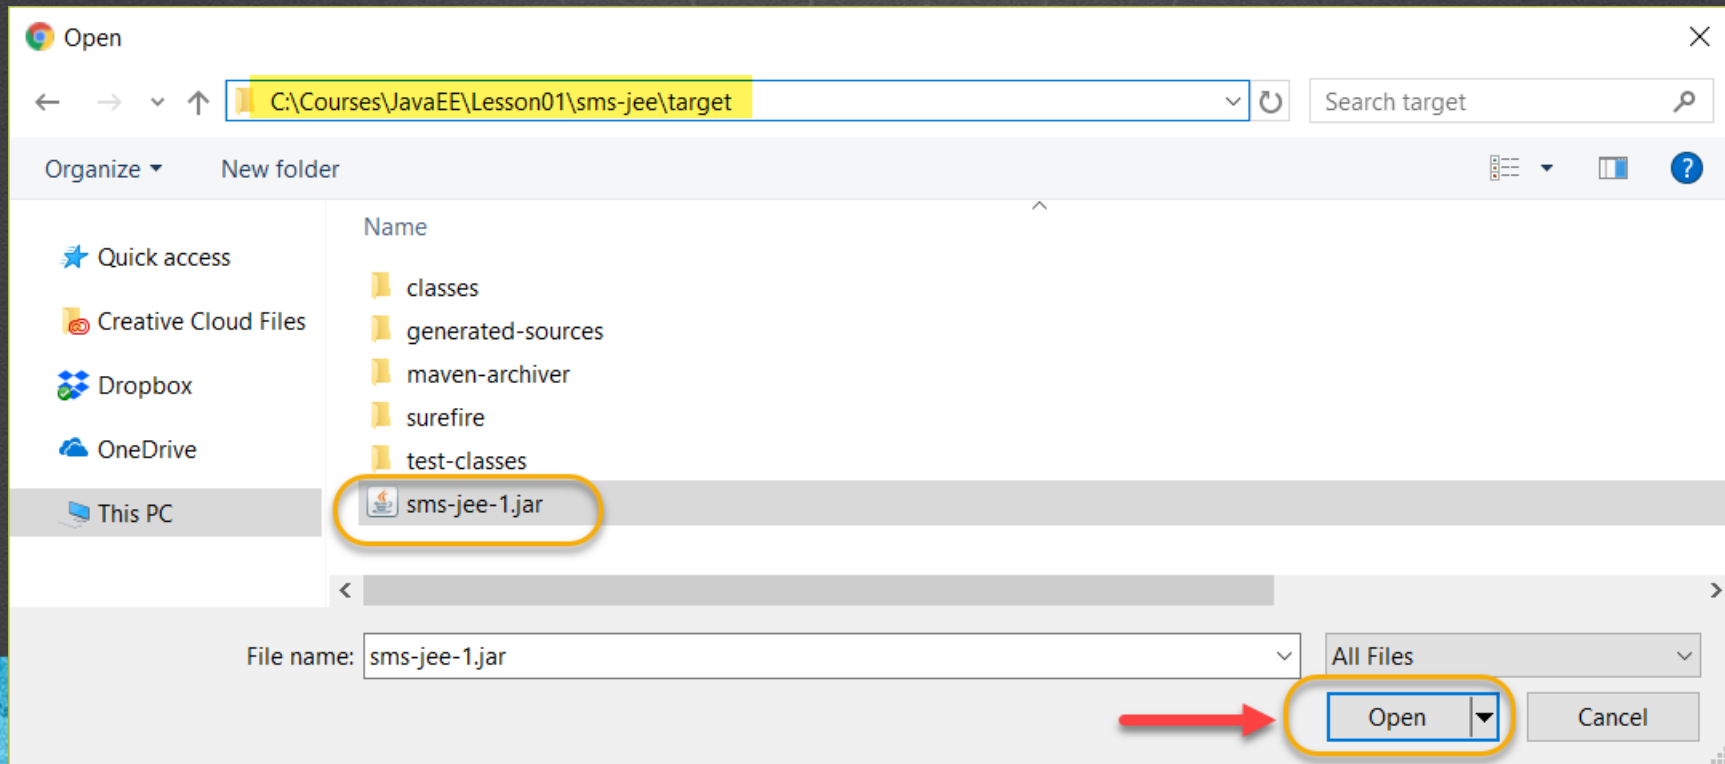 Open
C:\Courses\JavaEE\Lesson01\sms-jee\target
Search target
Organize
New folder
?
Name
Quick access
Creative Cloud Files
Dropbox
OneDrive
This PC
classes
generated-sources
maven-archiver
surefire
test-classes
sms-jee-1.jar
File name:
sms-jee-1.jar
All Files
Open
Cancel